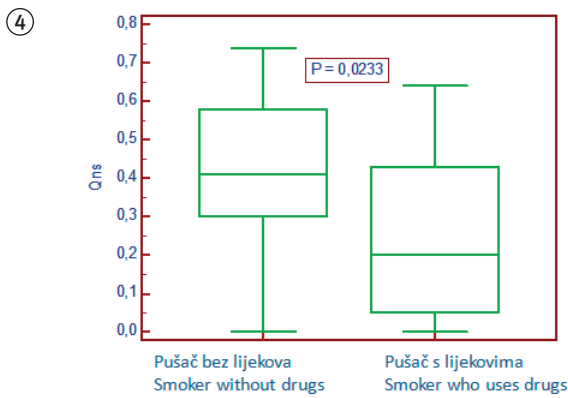 4
0,8
0,7
P = 0,0233
0,6
0,5
Qns
0,4
0,3
0,2
0,1
0,0
Pušač bez lijekova
Smoker without drugs
Pušač s lijekovima
Smoker who uses drugs